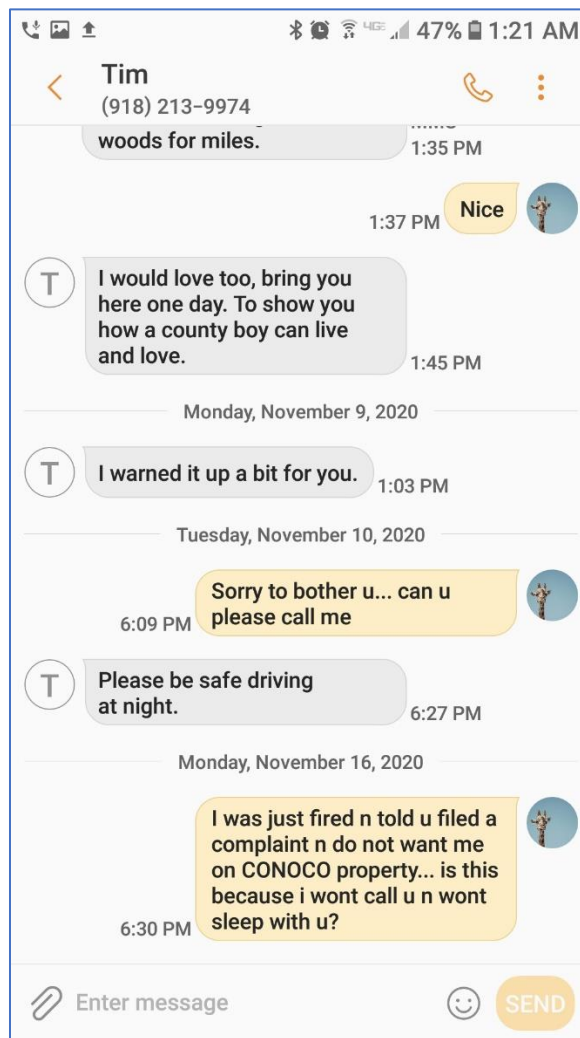 4GE 47% 1:21 AM
Tim
(918) 213-9974
woods for miles.
MMS
1:35 PM
Nice
1:37 PM
T
I would love too, bring you
here one day. To show you
how a county boy can live
and love.
1:45 PM
Monday, November 9, 2020
T
I warned it up a bit for you.
1:03 PM
Tuesday, November 10, 2020
Sorry to bother u... can u
please call me
6:09 PM
T
Please be safe driving
at night.
6:27 PM
Monday, November 16, 2020
I was just fired n told u filed a
complaint n do not want me
on CONOCO property... is this
because i wont call u n wont
sleep with u?
6:30 PM
Enter message
SEND